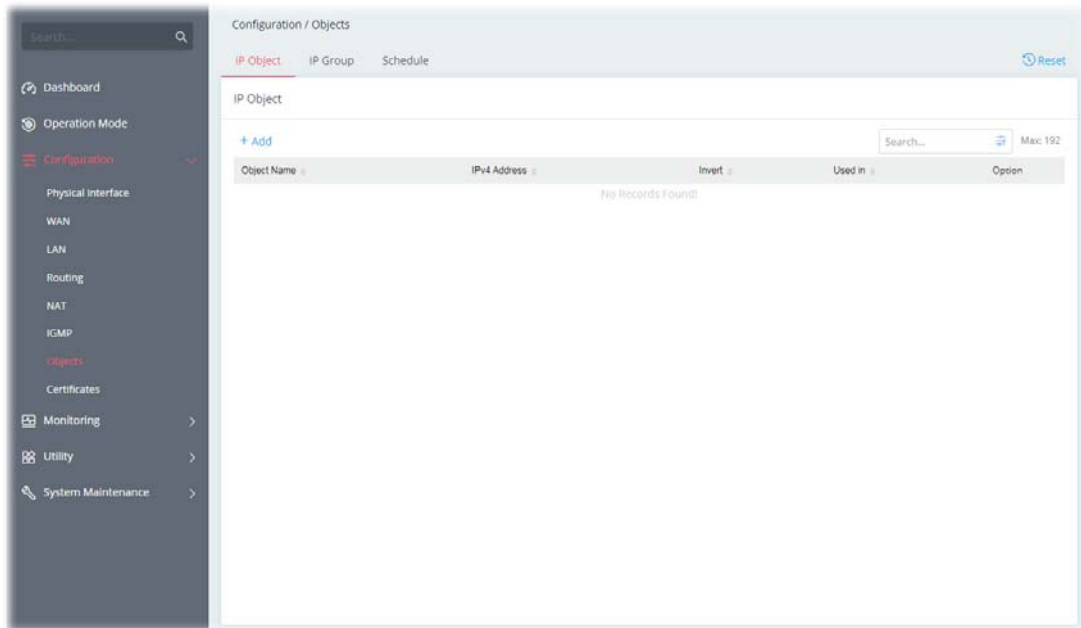 Search...
Dashboard
Operation Mode
Configuration
Physical Interface
WAN
LAN
Routing
NAT
IGMP
Objects
Certificates
Monitoring
Utility
System Maintenance
Configuration / Objects
IP Object IP Group Schedule Reset
IP Object
+ Add Search... Max: 192
Object Name IPv4 Address Invert Used in Option
No Records Found!